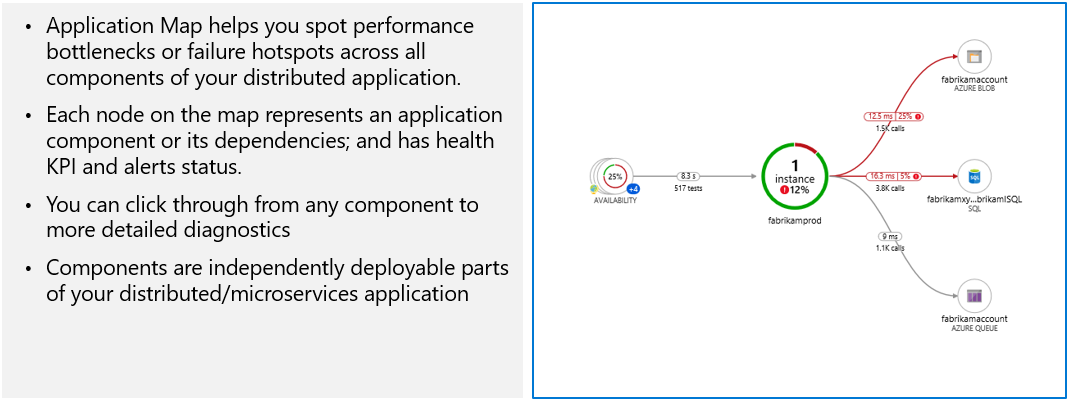 • Application Map helps you spot performance
bottlenecks or failure hotspots across all
components of your distributed application.
• Each node on the map represents an application
component or its dependencies; and has health
KPI and alerts status.
• You can click through from any component to
more detailed diagnostics
• Components are independently deployable parts
of your distributed/microservices application
25%
+4
AVAILABILITY
8.3 s
517 tests
1
instance
12%
fabrikamprod
12.5 ms | 25%
1.5K calls
fabrikamaccount
AZURE BLOB
16.3 ms | 5%
3.8K calls
SQL
fabrikamxy...brikamlSQL
SQL
9 ms
1.1K calls
fabrikamaccount
AZURE QUEUE